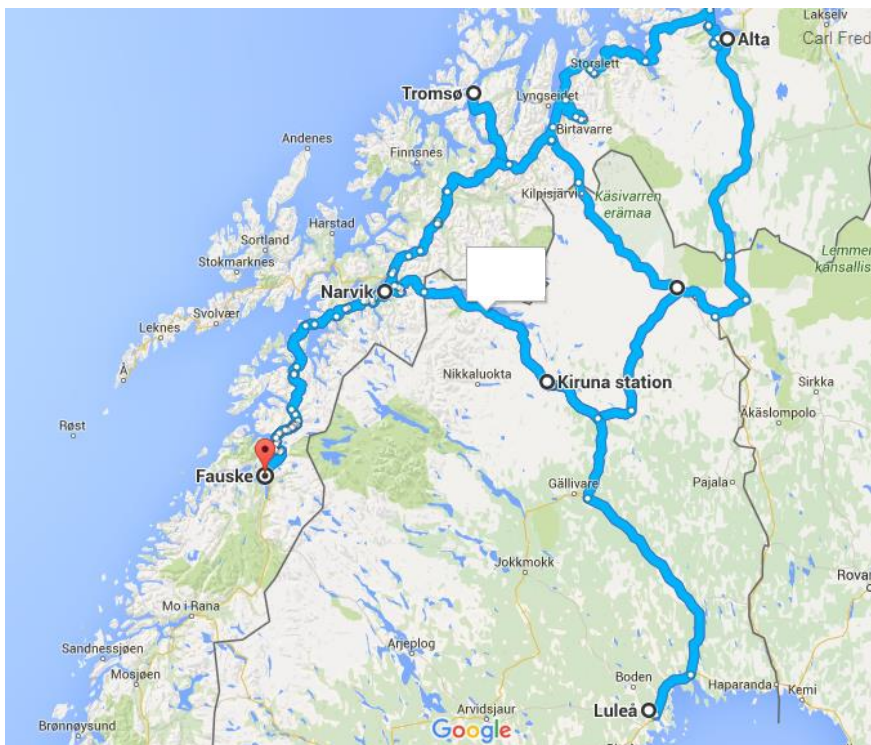 Lakselv
Alta
Carl Fred
Storslett
Tromsø
Lyngseidet
Birtavarre
Andenes
Finnsnes
Kilpisjärvi
Käsivarren
erämaa
Harstad
Sortland
Stokmarknes
Lemmen
kansallis
Narvik
Svolvær
Leknes
Å
Nikkaluokta
Kiruna station
Sirkka
Røst
Äkäslompolo
Fauske
Gällivare
Pajala
Jokkmokk
Rovan
Mo i Rana
Sandnessjøen
Mosjøen
Arjeplog
Boden
Haparanda
Kemi
Luleå
Arvidsjaur
Brønnøysund
Google